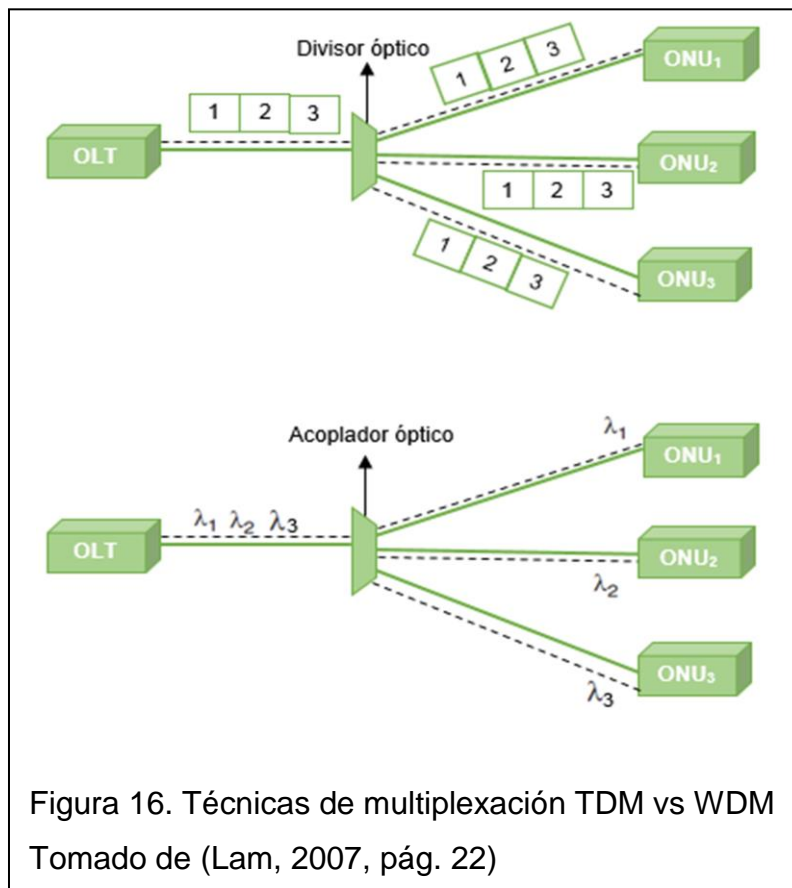 Divisor óptico
1 2 3
ONU₁
1 2 3
OLT
ONU₂
1 2 3
1 2 3
ONU₃
Acoplador óptico
λ₁
ONU₁
λ₁ λ₂ λ₃
OLT
ONU₂
λ₂
ONU₃
λ₃
Figura 16. Técnicas de multiplexación TDM vs WDM
Tomado de (Lam, 2007, pág. 22)